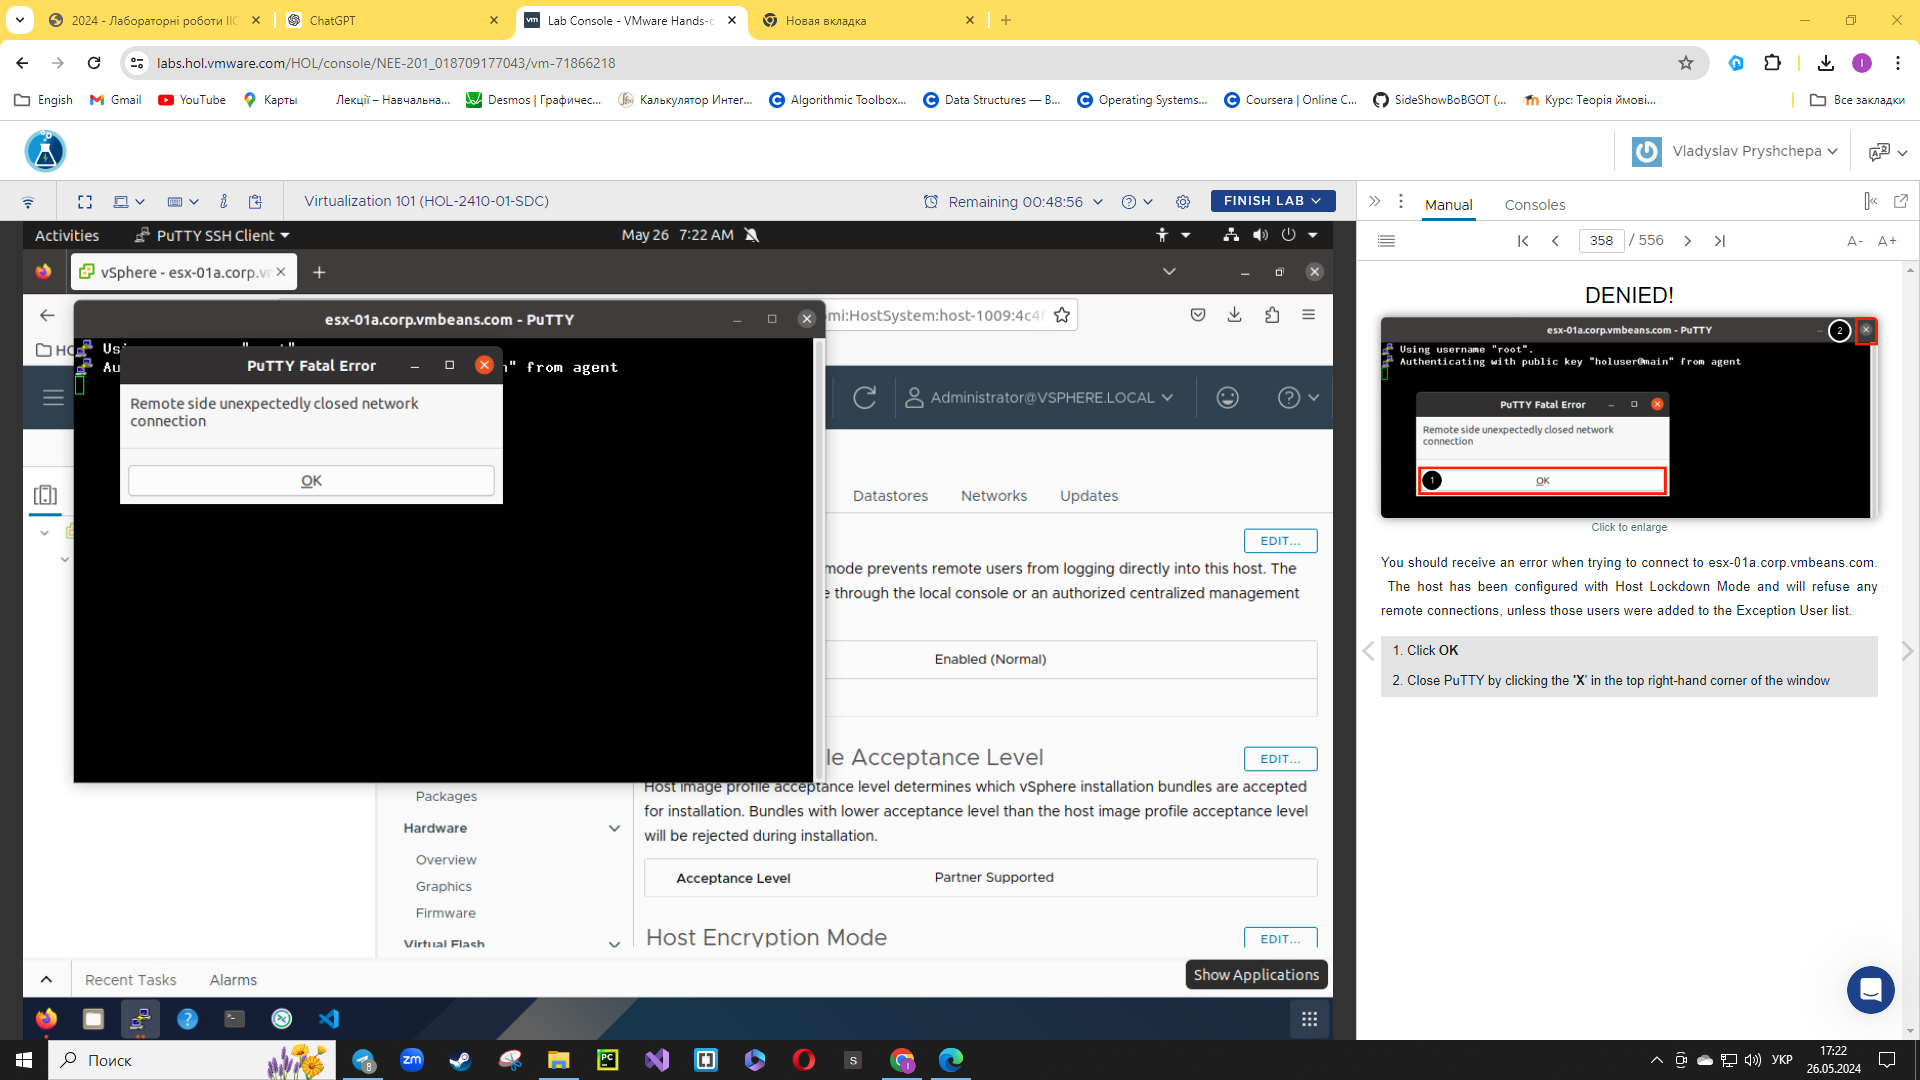 2024 - Лабораторні роботи ІІС
ChatGPT
Lab Console - VMware Hands-o
Новая вкладка
labs.hol.vmware.com/HOL/console/NEE-201_018709177043/vm-71866218
Engish
Gmail
YouTube
Карты
Лекції – Навчальна...
Desmos | Графичес...
Калькулятор Интег...
Algorithmic Toolbox...
Data Structures — В...
Operating Systems...
Coursera | Online C...
SideShowBoBGOT (...
Курс: Теорія ймові...
Все закладки
Vladyslav Pryshchepa
Virtualization 101 (HOL-2410-01-SDC)
Remaining 00:48:56
FINISH LAB
Manual
Consoles
358 / 556
A-
A+
Activities
PuTTY SSH Client
May 26 7:22 AM
vSphere - esx-01a.corp.vm
omi:HostSystem:host-1009:4c4f
HO
esx-01a.corp.vmbeans.com - PuTTY
Usi
Au
n" from agent
PuTTY Fatal Error
Remote side unexpectedly closed network
connection
OK
Administrator@VSPHERE.LOCAL
Datastores
Networks
Updates
EDIT...
mode prevents remote users from logging directly into this host. The
e through the local console or an authorized centralized management
Enabled (Normal)
le Acceptance Level
EDIT...
Host image profile acceptance level determines which vSphere installation bundles are accepted
for installation. Bundles with lower acceptance level than the host image profile acceptance level
will be rejected during installation.
Acceptance Level
Partner Supported
Host Encryption Mode
EDIT...
Packages
Hardware
Overview
Graphics
Firmware
Virtual Flash
Recent Tasks
Alarms
Show Applications
DENIED!
esx-01a.corp.vmbeans.com - PuTTY
2
Using username "root".
Authenticating with public key "holuser@main" from agent
PuTTY Fatal Error
Remote side unexpectedly closed network
connection
1
OK
Click to enlarge
You should receive an error when trying to connect to esx-01a.corp.vmbeans.com.
The host has been configured with Host Lockdown Mode and will refuse any
remote connections, unless those users were added to the Exception User list.
1. Click OK
2. Close PuTTY by clicking the 'X' in the top right-hand corner of the window
Поиск
8
zm
PC
S
УКР
17:22
26.05.2024